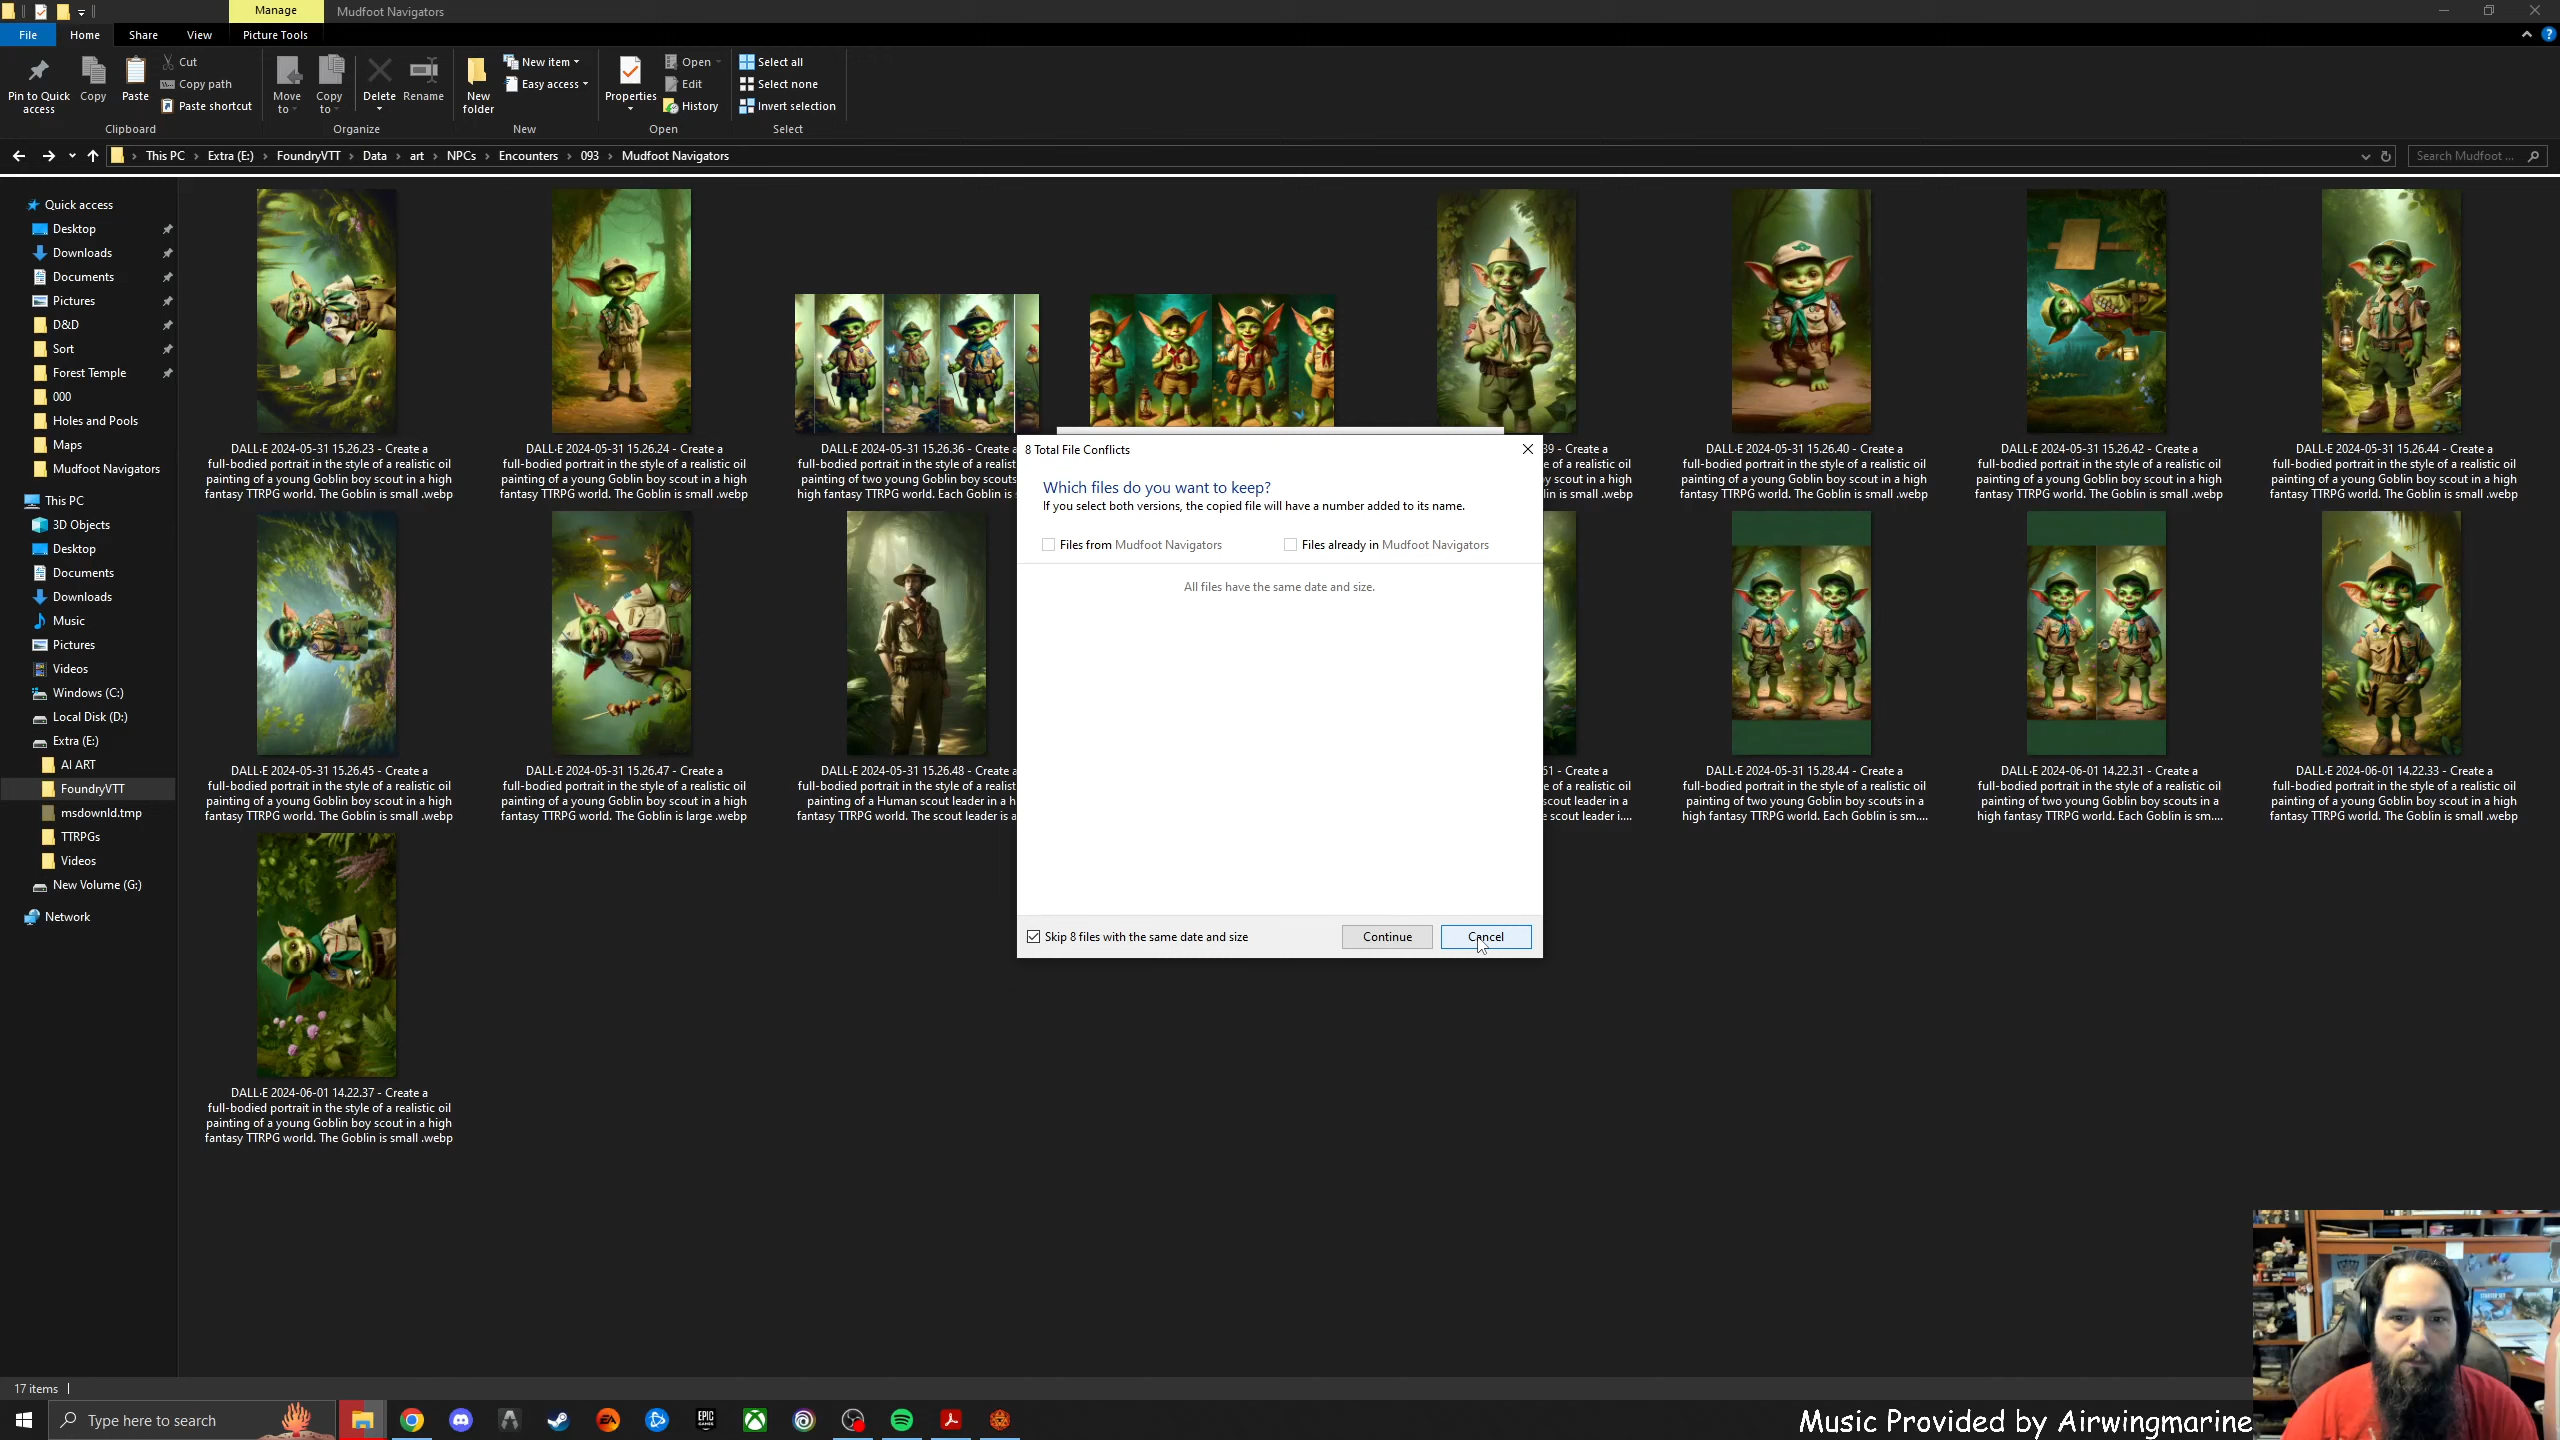 Manage
Mudfoot Navigators
File
Home
Share
View
Picture Tools
Pin to Quick
access
Copy
Paste
Cut
Copy path
Paste shortcut
Move
to
Copy
to
Delete
Rename
New
folder
New item
Easy access
Properties
Open
Edit
History
Select all
Select none
Invert selection
Clipboard
Organize
New
Open
Select
This PC
Extra (E:)
FoundryVTT
Data
art
NPCs
Encounters
093
Mudfoot Navigators
Search Mudfoot ...
Quick access
Desktop
Downloads
Documents
Pictures
D&D
Sort
Forest Temple
000
Holes and Pools
Maps
Mudfoot Navigators
This PC
3D Objects
Desktop
Documents
Downloads
Music
Pictures
Videos
Windows (C:)
Local Disk (D:)
Extra (E:)
AI ART
FoundryVTT
msdownld.tmp
TTRPGs
Videos
New Volume (G:)
Network
DALL·E 2024-05-31 15.26.23 - Create a
full-bodied portrait in the style of a realistic oil
painting of a young Goblin boy scout in a high
fantasy TTRPG world. The Goblin is small .webp
DALL·E 2024-05-31 15.26.24 - Create a
full-bodied portrait in the style of a realistic oil
painting of a young Goblin boy scout in a high
fantasy TTRPG world. The Goblin is small .webp
DALL·E 2024-05-31 15.26.36 - Create a
full-bodied portrait in the style of a realis
painting of two young Goblin boy scouts
high fantasy TTRPG world. Each Goblin is
39 - Create a
e of a realistic oil
y scout in a high
lin is small .webp
DALL·E 2024-05-31 15.26.40 - Create a
full-bodied portrait in the style of a realistic oil
painting of a young Goblin boy scout in a high
fantasy TTRPG world. The Goblin is small .webp
DALL·E 2024-05-31 15.26.42 - Create a
full-bodied portrait in the style of a realistic oil
painting of a young Goblin boy scout in a high
fantasy TTRPG world. The Goblin is small .webp
DALL·E 2024-05-31 15.26.44 - Create a
full-bodied portrait in the style of a realistic oil
painting of a young Goblin boy scout in a high
fantasy TTRPG world. The Goblin is small .webp
8 Total File Conflicts
Which files do you want to keep?
If you select both versions, the copied file will have a number added to its name.
Files from Mudfoot Navigators
Files already in Mudfoot Navigators
All files have the same date and size.
Skip 8 files with the same date and size
Continue
Cancel
DALL·E 2024-05-31 15.26.45 - Create a
full-bodied portrait in the style of a realistic oil
painting of a young Goblin boy scout in a high
fantasy TTRPG world. The Goblin is small .webp
DALL·E 2024-05-31 15.26.47 - Create a
full-bodied portrait in the style of a realistic oil
painting of a young Goblin boy scout in a high
fantasy TTRPG world. The Goblin is large .webp
DALL·E 2024-05-31 15.26.48 - Create a
full-bodied portrait in the style of a realist
painting of a Human scout leader in a h
fantasy TTRPG world. The scout leader is a
51 - Create a
e of a realistic oil
scout leader in a
e scout leader i....
DALL·E 2024-05-31 15.28.44 - Create a
full-bodied portrait in the style of a realistic oil
painting of two young Goblin boy scouts in a
high fantasy TTRPG world. Each Goblin is sm....
DALL·E 2024-06-01 14.22.31 - Create a
full-bodied portrait in the style of a realistic oil
painting of two young Goblin boy scouts in a
high fantasy TTRPG world. Each Goblin is sm....
DALL·E 2024-06-01 14.22.33 - Create a
full-bodied portrait in the style of a realistic oil
painting of a young Goblin boy scout in a high
fantasy TTRPG world. The Goblin is small .webp
DALL·E 2024-06-01 14.22.37 - Create a
full-bodied portrait in the style of a realistic oil
painting of a young Goblin boy scout in a high
fantasy TTRPG world. The Goblin is small .webp
17 items
Type here to search
EPIC
GAMES
EA
Music Provided by Airwingmarine